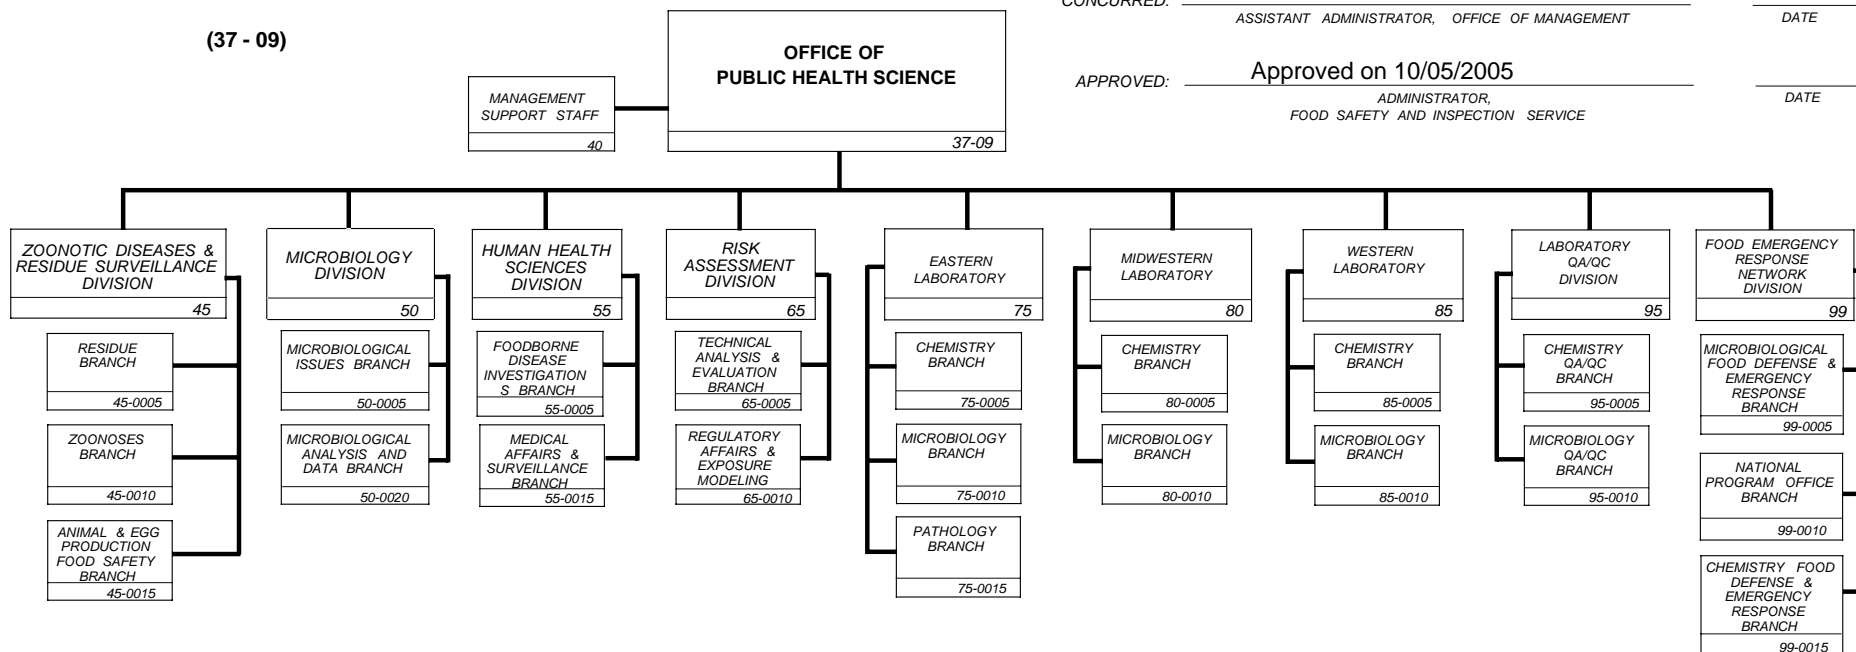 CONCURRED:
ASSISTANT ADMINISTRATOR, OFFICE OF MANAGEMENT
DATE
(37 - 09)
OFFICE OF
PUBLIC HEALTH SCIENCE
37-09
APPROVED:
Approved on 10/05/2005
ADMINISTRATOR,
FOOD SAFETY AND INSPECTION SERVICE
DATE
MANAGEMENT
SUPPORT STAFF
40
ZOONOTIC DISEASES &
RESIDUE SURVEILLANCE
DIVISION
45
RESIDUE
BRANCH
45-0005
ZOONOSES
BRANCH
45-0010
ANIMAL & EGG
PRODUCTION
FOOD SAFETY
BRANCH
45-0015
MICROBIOLOGY
DIVISION
50
MICROBIOLOGICAL
ISSUES BRANCH
50-0005
MICROBIOLOGICAL
ANALYSIS AND
DATA BRANCH
50-0020
HUMAN HEALTH
SCIENCES
DIVISION
55
FOODBORNE
DISEASE
INVESTIGATION
S BRANCH
55-0005
MEDICAL
AFFAIRS &
SURVEILLANCE
BRANCH
55-0015
RISK
ASSESSMENT
DIVISION
65
TECHNICAL
ANALYSIS &
EVALUATION
BRANCH
65-0005
REGULATORY
AFFAIRS &
EXPOSURE
MODELING
65-0010
EASTERN
LABORATORY
75
CHEMISTRY
BRANCH
75-0005
MICROBIOLOGY
BRANCH
75-0010
PATHOLOGY
BRANCH
75-0015
MIDWESTERN
LABORATORY
80
CHEMISTRY
BRANCH
80-0005
MICROBIOLOGY
BRANCH
80-0010
WESTERN
LABORATORY
85
CHEMISTRY
BRANCH
85-0005
MICROBIOLOGY
BRANCH
85-0010
LABORATORY
QA/QC
DIVISION
95
CHEMISTRY
QA/QC
BRANCH
95-0005
MICROBIOLOGY
QA/QC
BRANCH
95-0010
FOOD EMERGENCY
RESPONSE
NETWORK
DIVISION
99
MICROBIOLOGICAL
FOOD DEFENSE &
EMERGENCY
RESPONSE
BRANCH
99-0005
NATIONAL
PROGRAM OFFICE
BRANCH
99-0010
CHEMISTRY FOOD
DEFENSE &
EMERGENCY
RESPONSE
BRANCH
99-0015